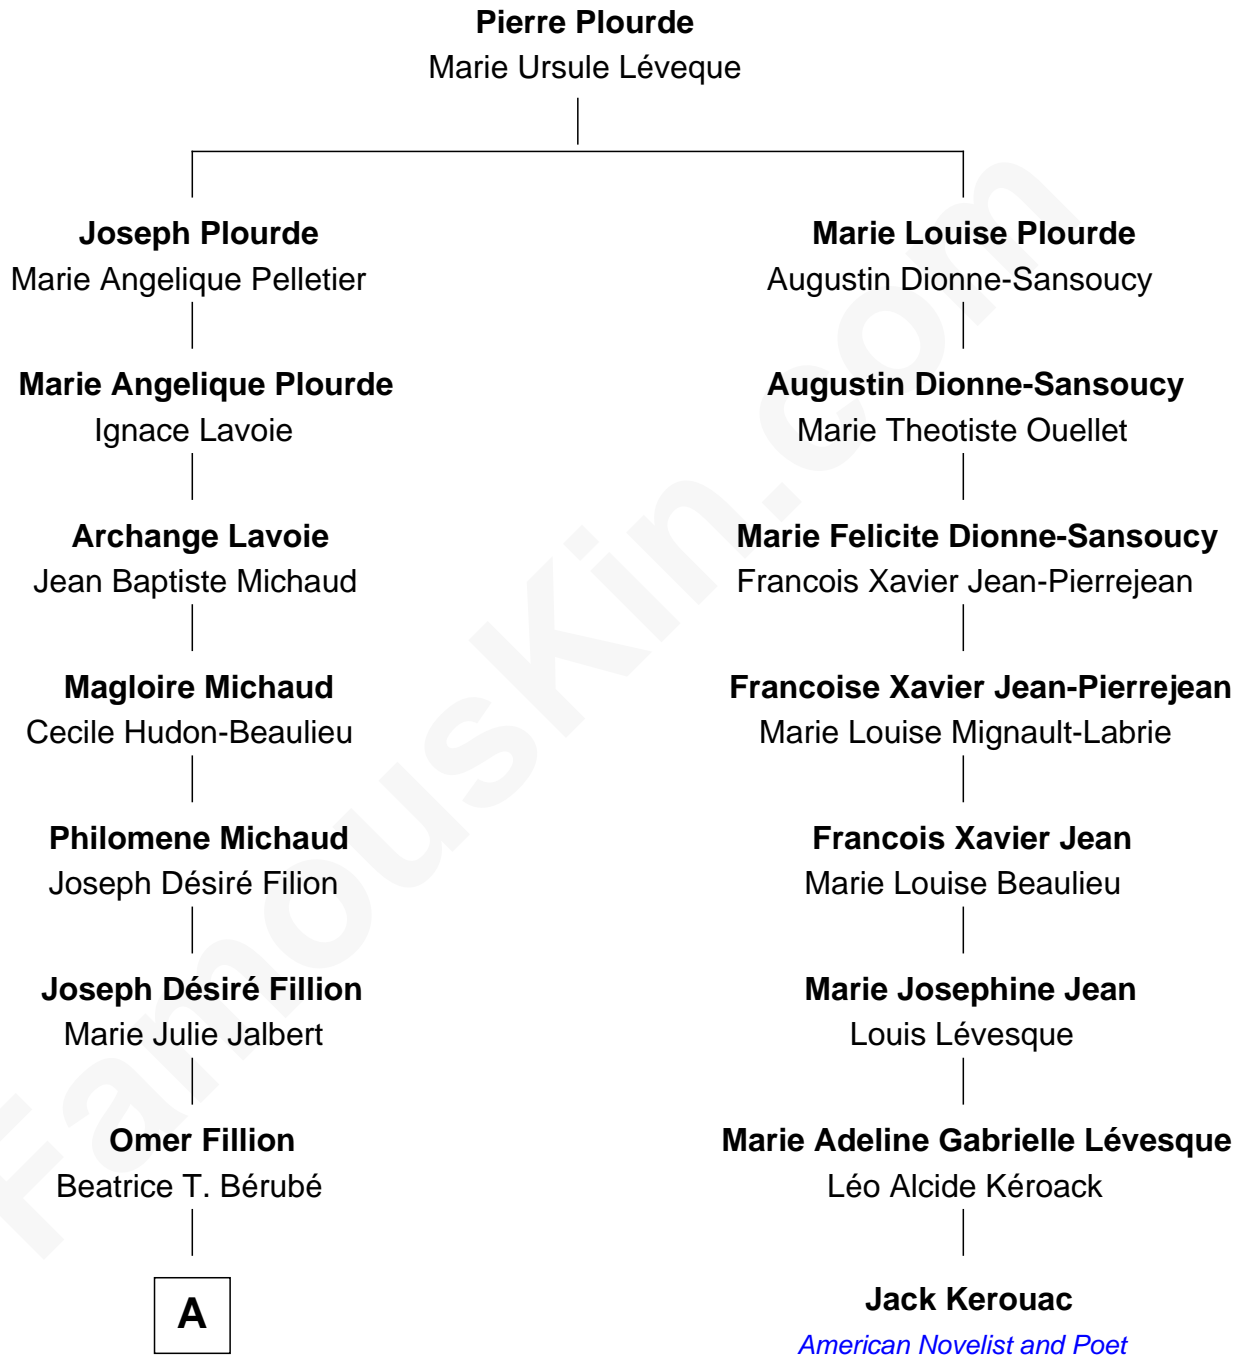 Pierre Plourde
Marie Ursule Léveque
Joseph Plourde
Marie Angelique Pelletier
Marie Angelique Plourde
Ignace Lavoie
Archange Lavoie
Jean Baptiste Michaud
Magloire Michaud
Cecile Hudon-Beaulieu
Philomene Michaud
Joseph Désiré Filion
Joseph Désiré Fillion
Marie Julie Jalbert
Omer Fillion
Beatrice T. Bérubé
A
Marie Louise Plourde
Augustin Dionne-Sansoucy
Augustin Dionne-Sansoucy
Marie Theotiste Ouellet
Marie Felicite Dionne-Sansoucy
Francois Xavier Jean-Pierrejean
Francoise Xavier Jean-Pierrejean
Marie Louise Mignault-Labrie
Francois Xavier Jean
Marie Louise Beaulieu
Marie Josephine Jean
Louis Lévesque
Marie Adeline Gabrielle Lévesque
Léo Alcide Kéroack
Jack Kerouac
American Novelist and Poet
FamousKin.com